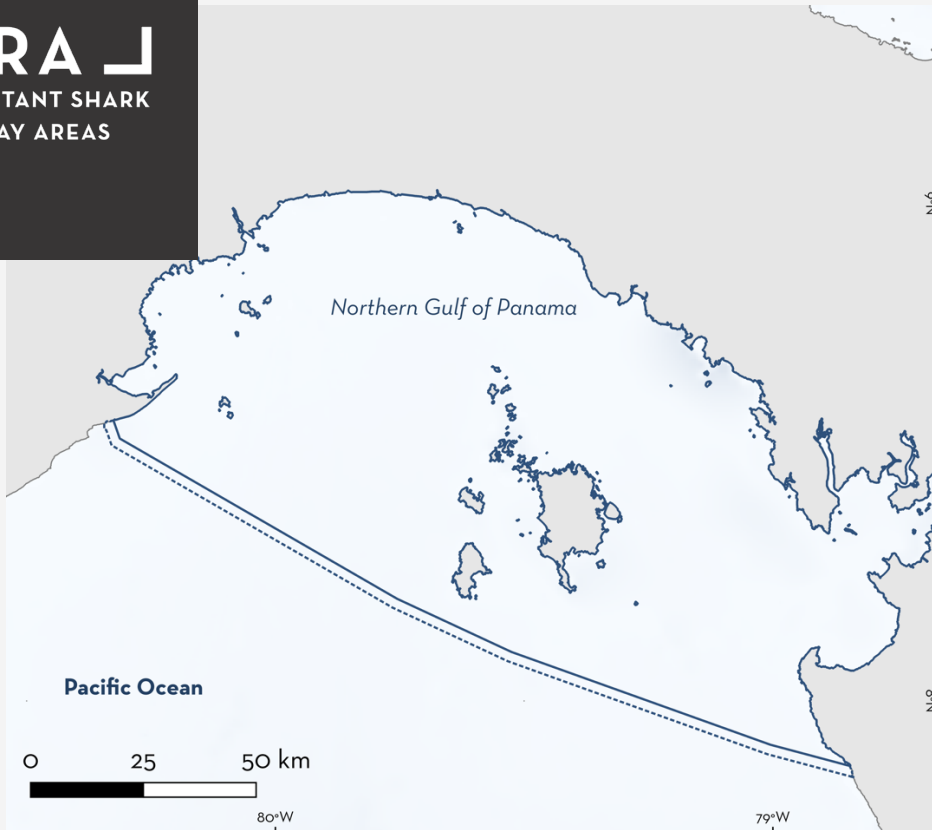 RA
TANT SHARK
AY AREAS
Northern Gulf of Panama
Pacific Ocean
0 25 50 km
80°W 79°W